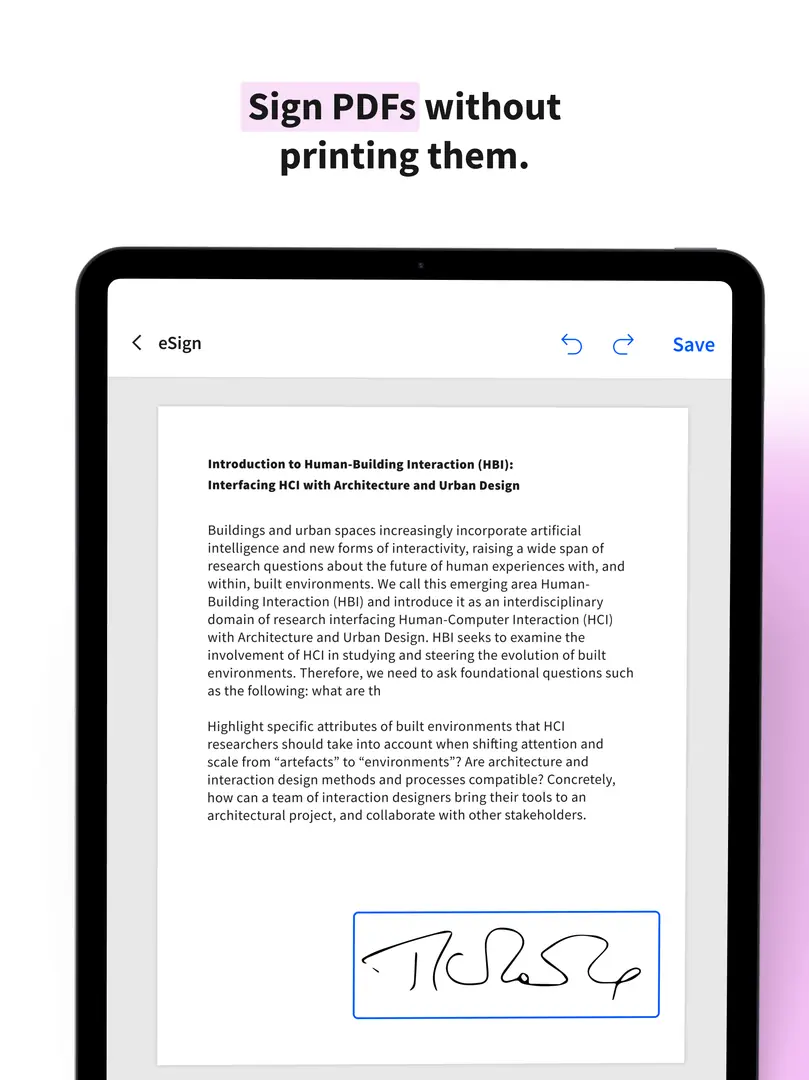 Sign PDFs without
printing them.
eSign
Save
Introduction to Human-Building Interaction (HBI):
Interfacing HCI with Architecture and Urban Design
Buildings and urban spaces increasingly incorporate artificial
intelligence and new forms of interactivity, raising a wide span of
research questions about the future of human experiences with, and
within, built environments. We call this emerging area Human-
Building Interaction (HBI) and introduce it as an interdisciplinary
domain of research interfacing Human-Computer Interaction (HCI)
with Architecture and Urban Design. HBI seeks to examine the
involvement of HCI in studying and steering the evolution of built
environments. Therefore, we need to ask foundational questions such
as the following: what are th
Highlight specific attributes of built environments that HCI
researchers should take into account when shifting attention and
scale from “artefacts” to “environments”? Are architecture and
interaction design methods and processes compatible? Concretely,
how can a team of interaction designers bring their tools to an
architectural project, and collaborate with other stakeholders.